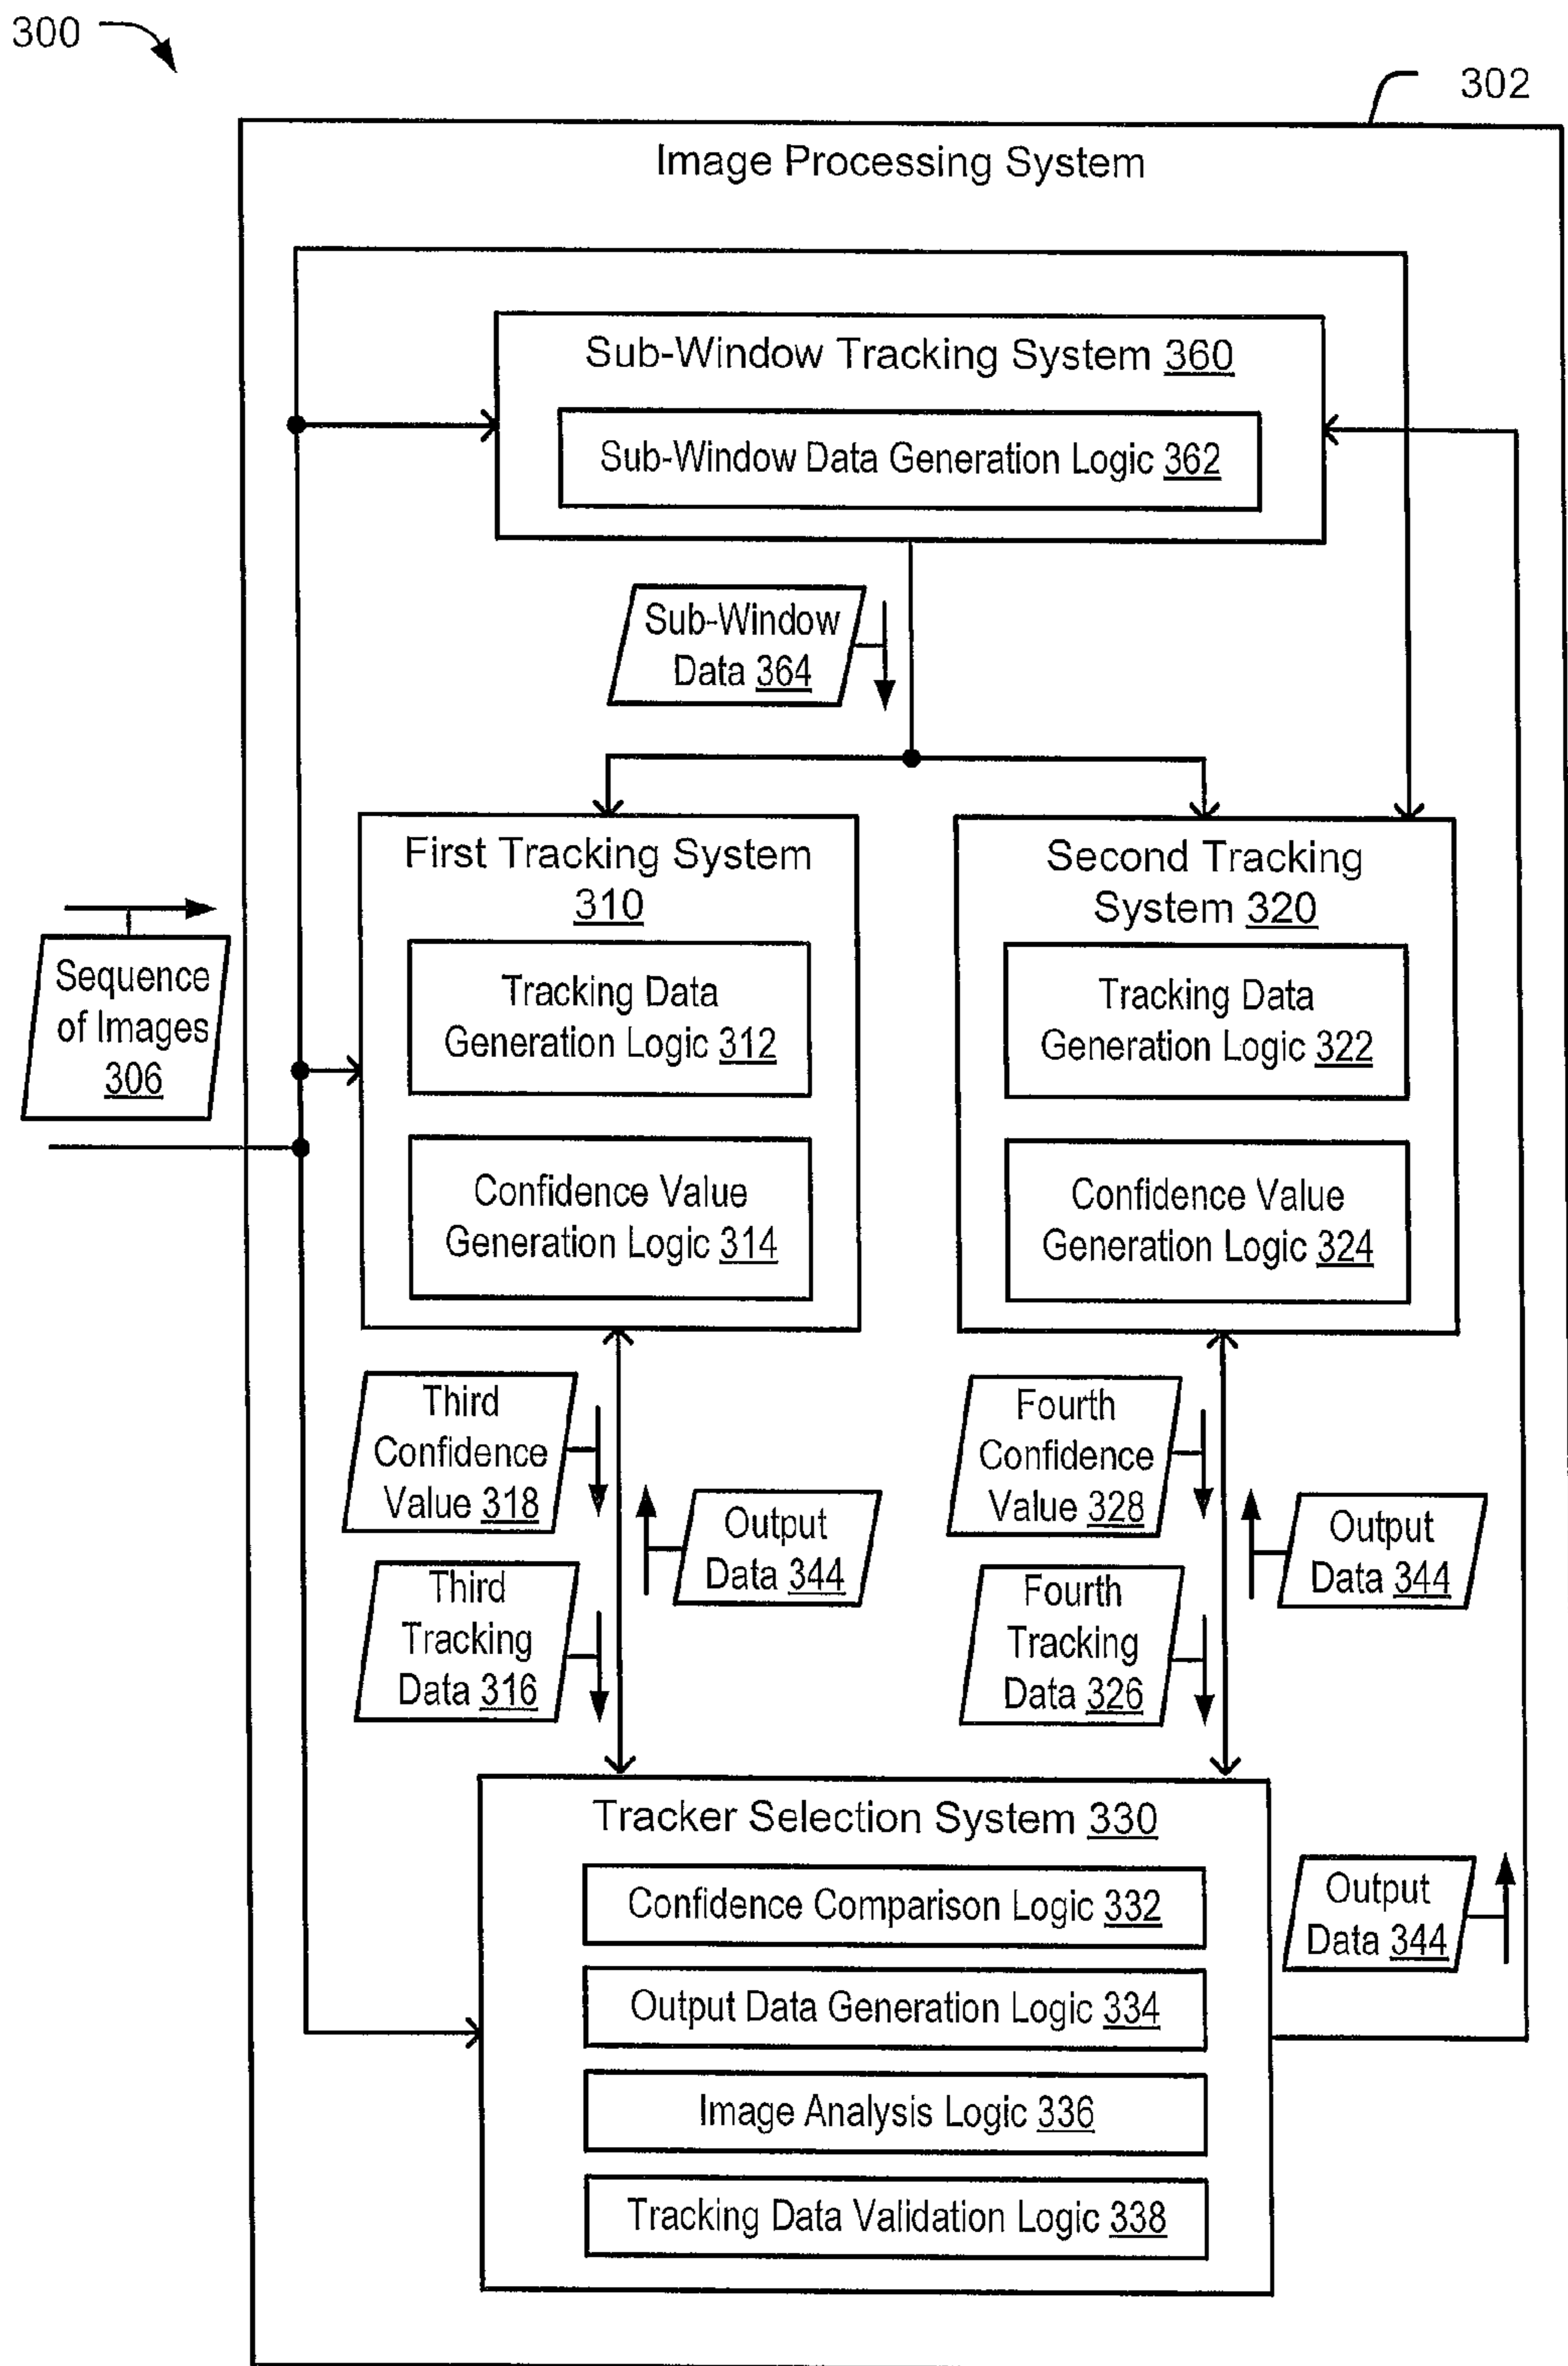 300
302
Image Processing System
Sub-Window Tracking System 360
Sub-Window Data Generation Logic 362
Sub-Window
Data 364
First Tracking System
310
Tracking Data
Generation Logic 312
Confidence Value
Generation Logic 314
Second Tracking
System 320
Tracking Data
Generation Logic 322
Confidence Value
Generation Logic 324
Sequence
of Images
306
Third
Confidence
Value 318
Output
Data 344
Third
Tracking
Data 316
Fourth
Confidence
Value 328
Output
Data 344
Fourth
Tracking
Data 326
Tracker Selection System 330
Confidence Comparison Logic 332
Output Data Generation Logic 334
Image Analysis Logic 336
Tracking Data Validation Logic 338
Output
Data 344